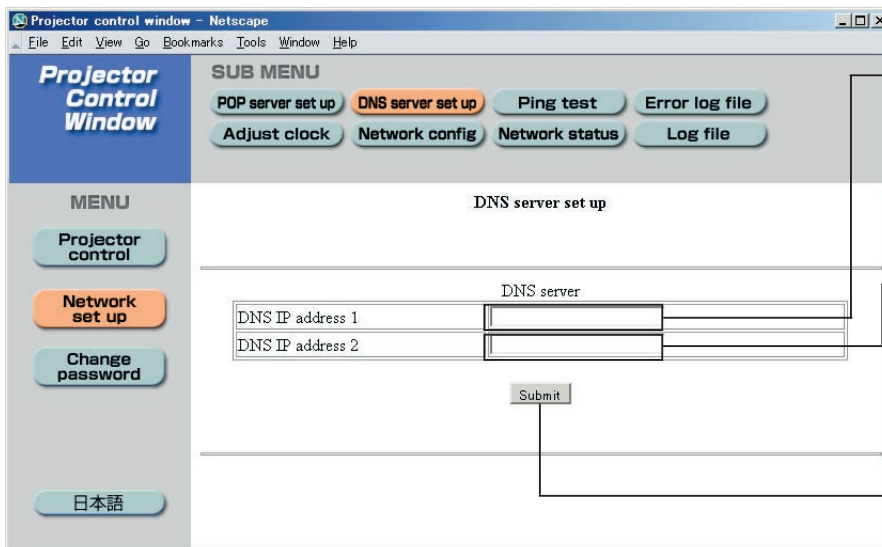 Projector control window - Netscape
File Edit View Go Bookmarks Tools Window Help
Projector
Control
Window
SUB MENU
POP server set up DNS server set up Ping test Error log file
Adjust clock Network config Network status Log file
MENU
Projector
control
Network
set up
Change
password
日本語
DNS server set up
DNS server
DNS IP address 1
DNS IP address 2
Submit